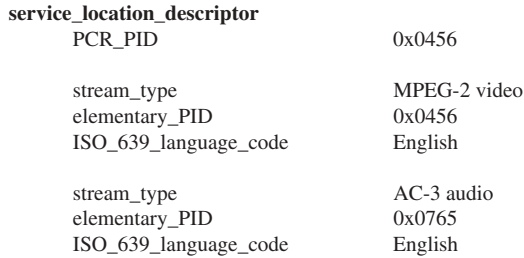 service_location_descriptor
PCR_PID 0x0456
stream_type MPEG-2 video
elementary_PID 0x0456
ISO_639_language_code English
stream_type AC-3 audio
elementary_PID 0x0765
ISO_639_language_code English